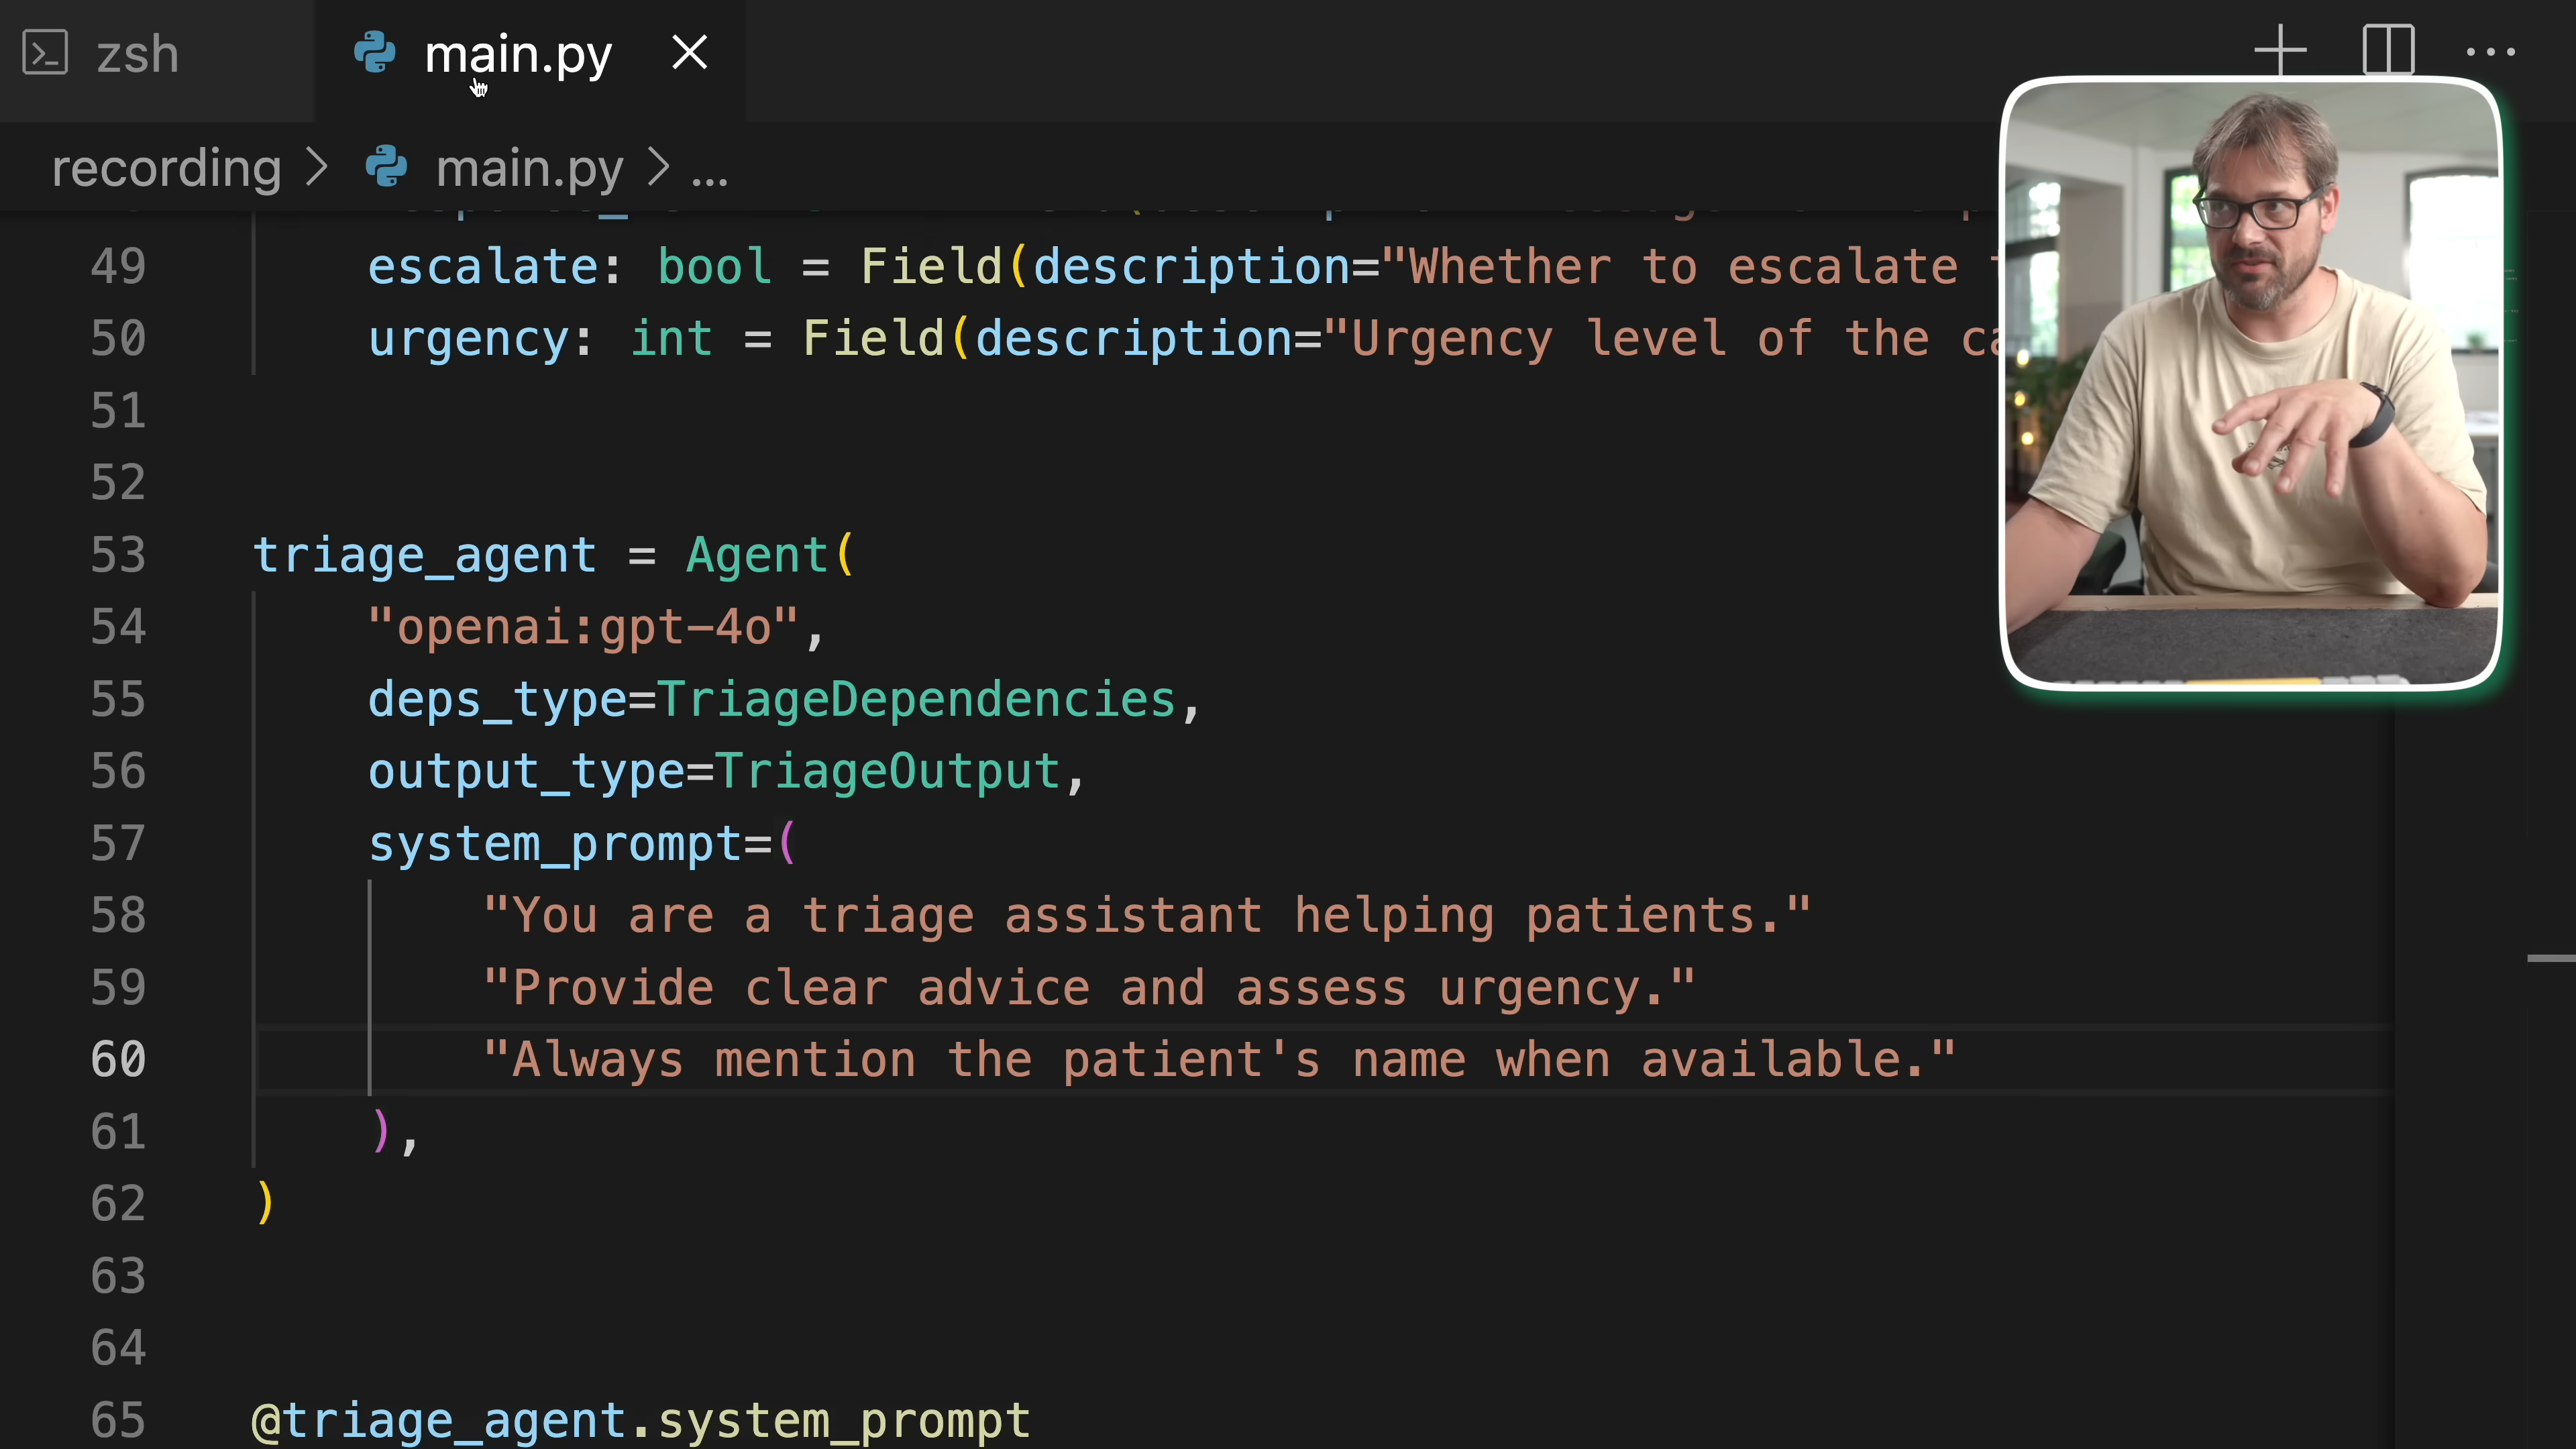 zsh
main.py
recording > main.py > ...
49 escalate: bool = Field(description="Whether to escalate
50 urgency: int = Field(description="Urgency level of the
51
52
53 triage_agent = Agent(
54 "openai:gpt-4o",
55 deps_type=TriageDependencies,
56 output_type=TriageOutput,
57 system_prompt=(
58 "You are a triage assistant helping patients."
59 "Provide clear advice and assess urgency."
60 "Always mention the patient's name when available."
61 ),
62 )
63
64
65 @triage_agent.system_prompt